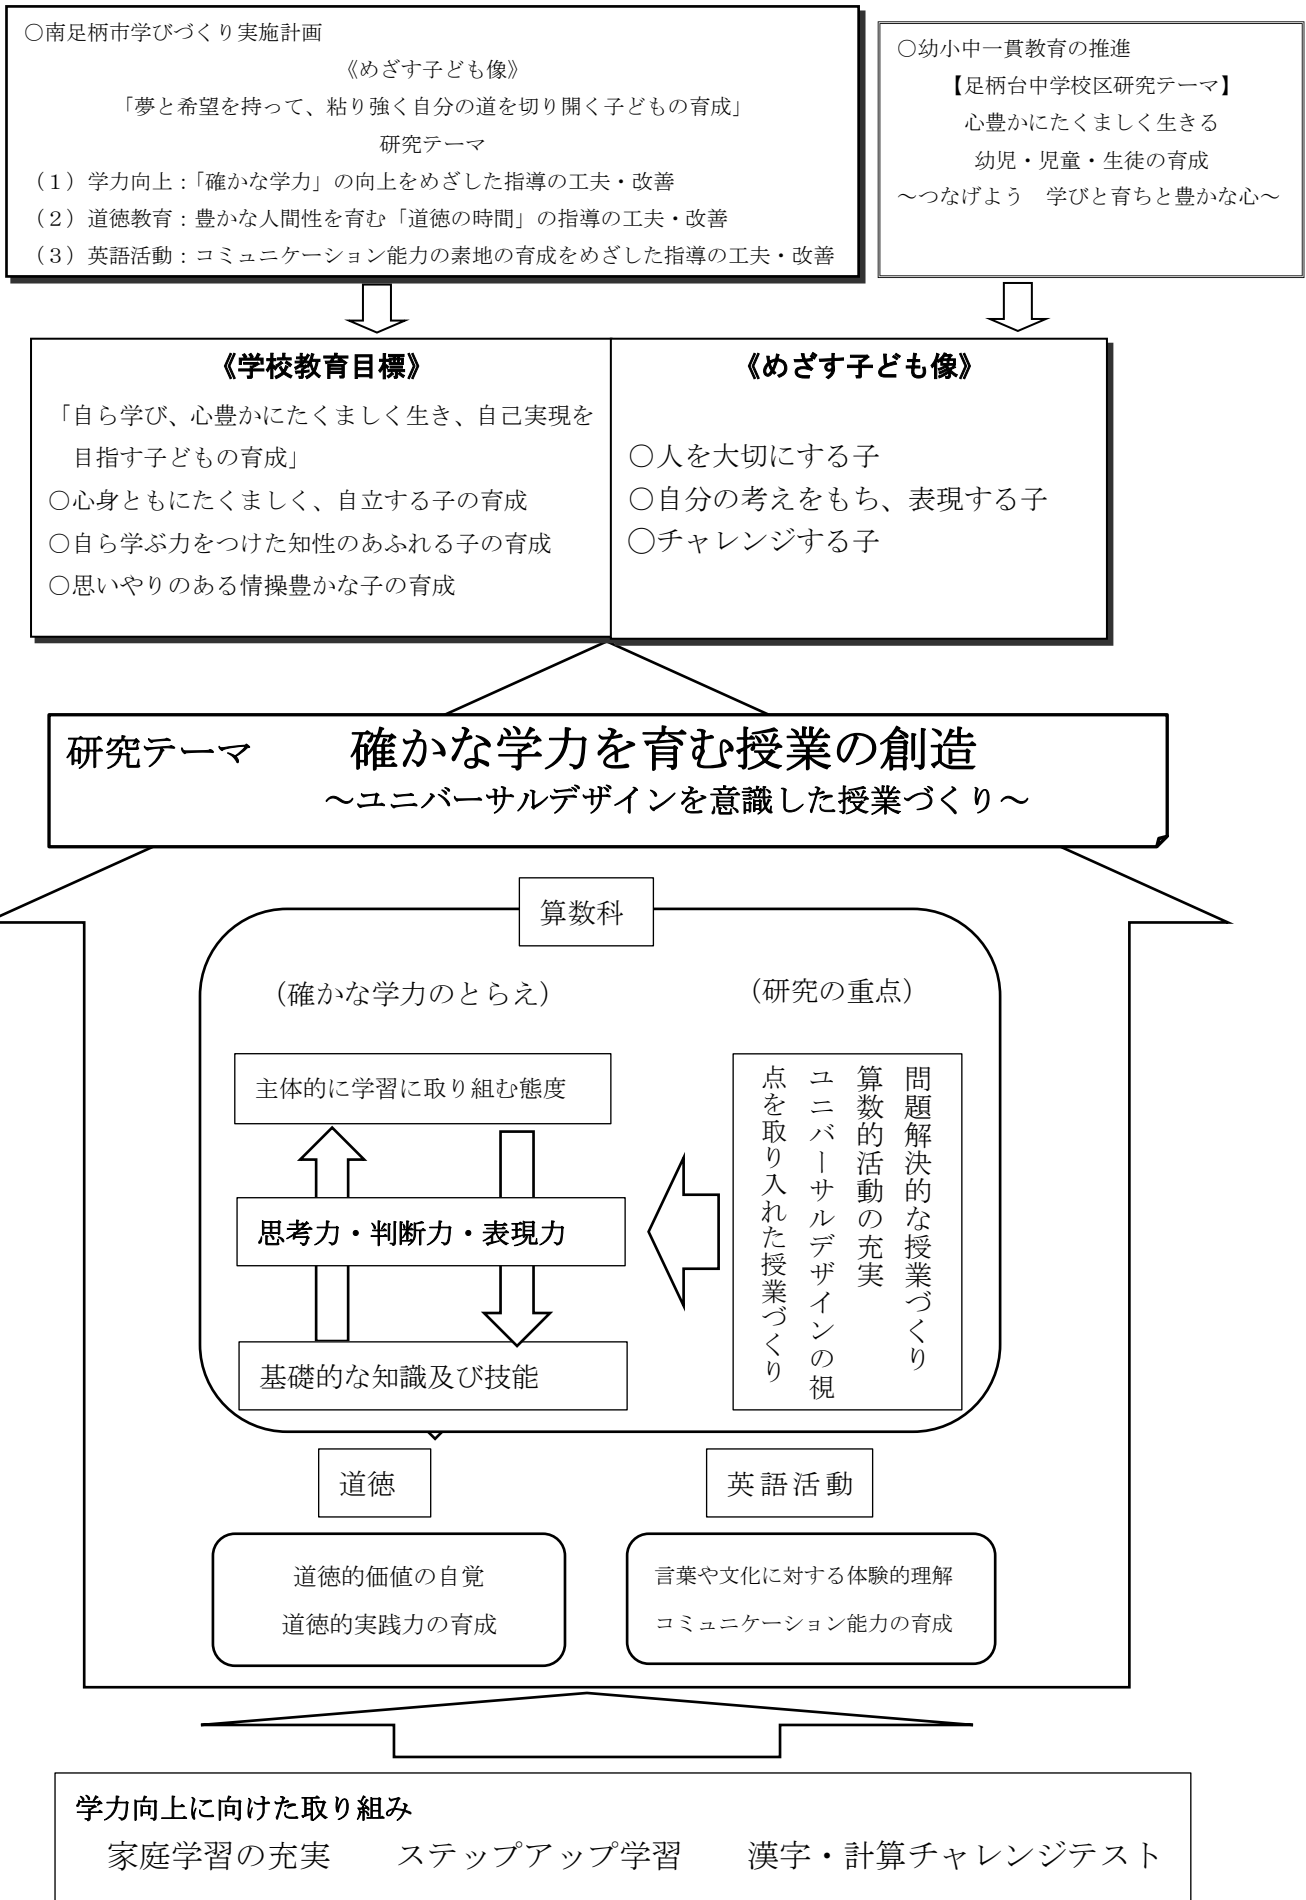 ○南足柄市学びづくり実施計画
《めざす子ども像》
「夢と希望を持って、粘り強く自分の道を切り開く子どもの育成」
研究テーマ
（１）学力向上：「確かな学力」の向上をめざした指導の工夫・改善
（２）道徳教育：豊かな人間性を育む「道徳の時間」の指導の工夫・改善
（３）英語活動：コミュニケーション能力の素地の育成をめざした指導の工夫・改善
○幼小中一貫教育の推進
【足柄台中学校区研究テーマ】
心豊かにたくましく生きる
幼児・児童・生徒の育成
～つなげよう　学びと育ちと豊かな心～
《学校教育目標》
「自ら学び、心豊かにたくましく生き、自己実現を
目指す子どもの育成」
○心身ともにたくましく、自立する子の育成
○自ら学ぶ力をつけた知性のあふれる子の育成
○思いやりのある情操豊かな子の育成
《めざす子ども像》
○人を大切にする子
○自分の考えをもち、表現する子
○チャレンジする子
研究テーマ　確かな学力を育む授業の創造
～ユニバーサルデザインを意識した授業づくり～
算数科
（確かな学力のとらえ）
主体的に学習に取り組む態度
思考力・判断力・表現力
基礎的な知識及び技能
（研究の重点）
問題解決的な授業づくり
算数的活動の充実
ユニバーサルデザインの視
点を取り入れた授業づくり
道徳
道徳的価値の自覚
道徳的実践力の育成
英語活動
言葉や文化に対する体験的理解
コミュニケーション能力の育成
学力向上に向けた取り組み
家庭学習の充実　ステップアップ学習　漢字・計算チャレンジテスト